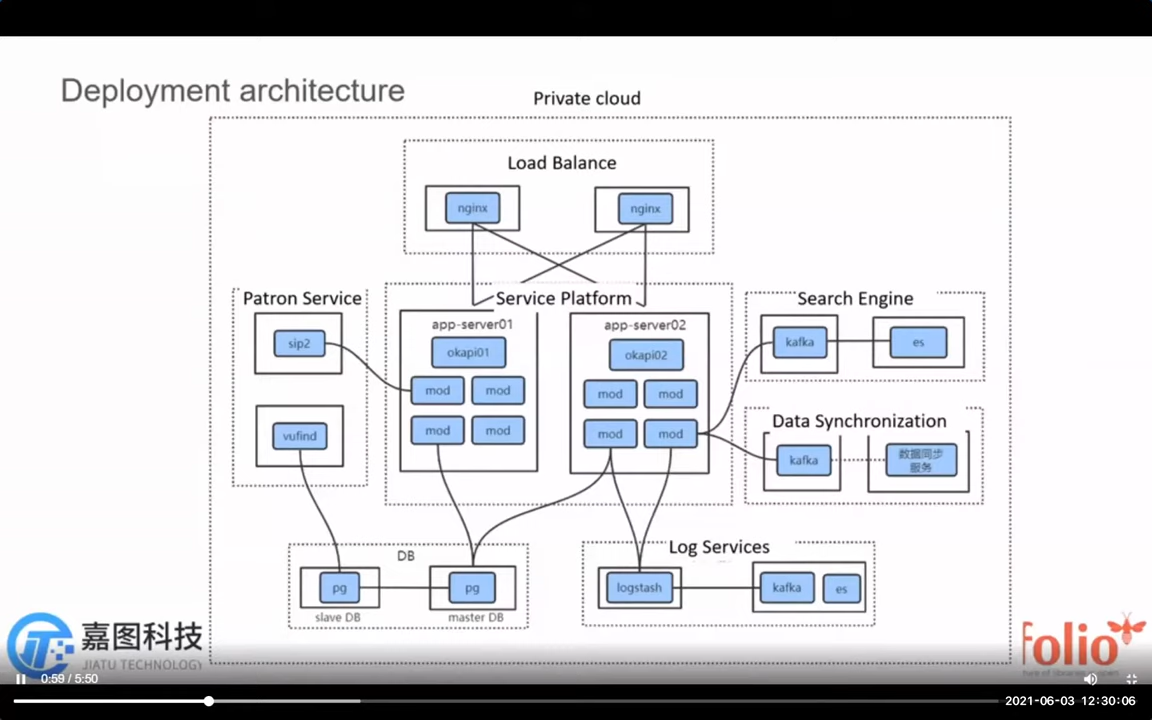 Deployment architecture
Private cloud
Load Balance
nginx
nginx
Patron Service
sip2
vufind
Service Platform
app-server01
okapi01
mod
mod
mod
mod
app-server02
okapi02
mod
mod
mod
mod
Search Engine
kafka
es
Data Synchronization
kafka
数据同步
服务
DB
pg
pg
slave DB
master DB
Log Services
logstash
kafka
es
嘉图科技
JIATU TECHNOLOGY
folio
0:59 / 5:50
2021-06-03 12:30:06